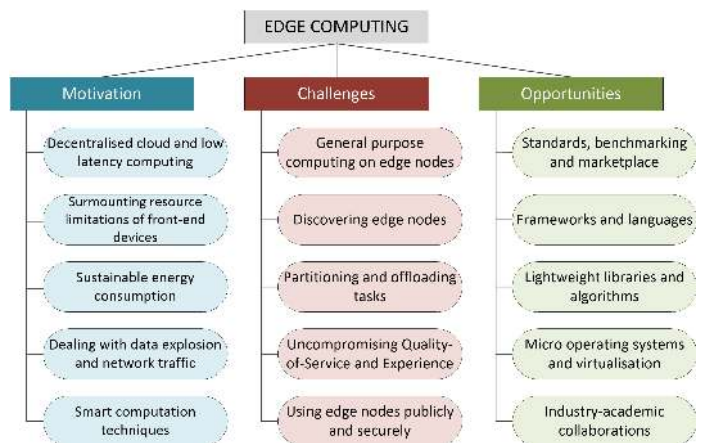 EDGE COMPUTING
Motivation
Decentralised cloud and low
latency computing
Surmounting resource
limitations of front-end
devices
Sustainable energy
consumption
Dealing with data explosion
and network traffic
Smart computation
techniques
Challenges
General purpose
computing on edge nodes
Discovering edge nodes
Partitioning and offloading
tasks
Uncompromising Quality-
of-Service and Experience
Using edge nodes publicly
and securely
Opportunities
Standards, benchmarking
and marketplace
Frameworks and languages
Lightweight libraries and
algorithms
Micro operating systems
and virtualisation
Industry-academic
collaborations